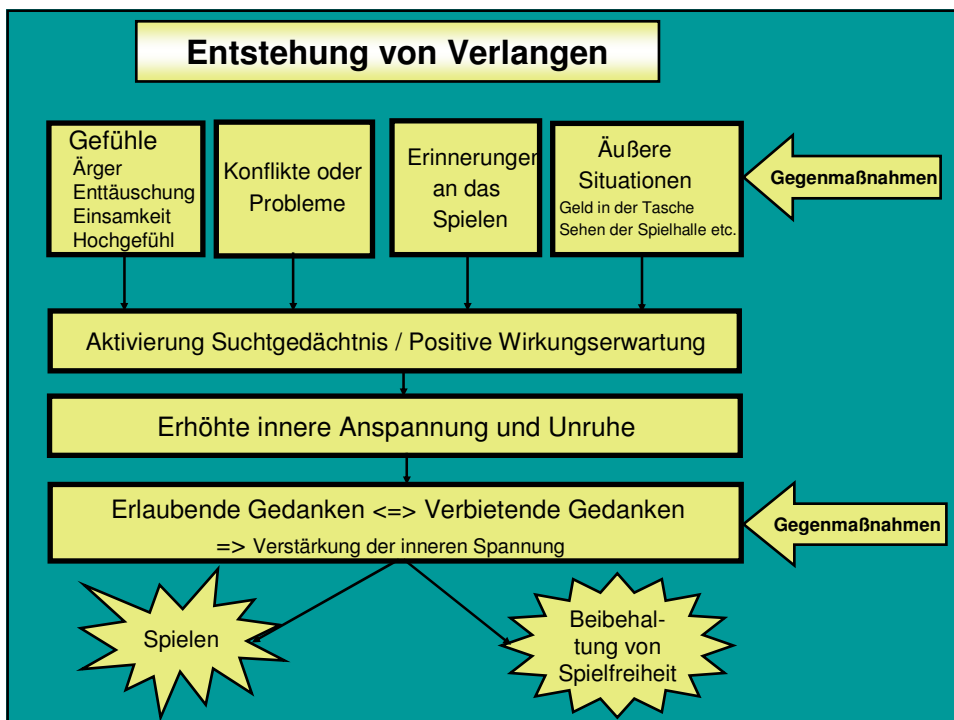 Entstehung von Verlangen
Gefühle
Ärger
Enttäuschung
Einsamkeit
Hochgefühl
Konflikte oder
Probleme
Erinnerungen
an das
Spielen
Äußere
Situationen
Geld in der Tasche
Sehen der Spielhalle etc.
Gegenmaßnahmen
Aktivierung Suchtgedächtnis / Positive Wirkungserwartung
Erhöhte innere Anspannung und Unruhe
Erlaubende Gedanken <=> Verbietende Gedanken
=> Verstärkung der inneren Spannung
Gegenmaßnahmen
Spielen
Beibehal-
tung von
Spielfreiheit